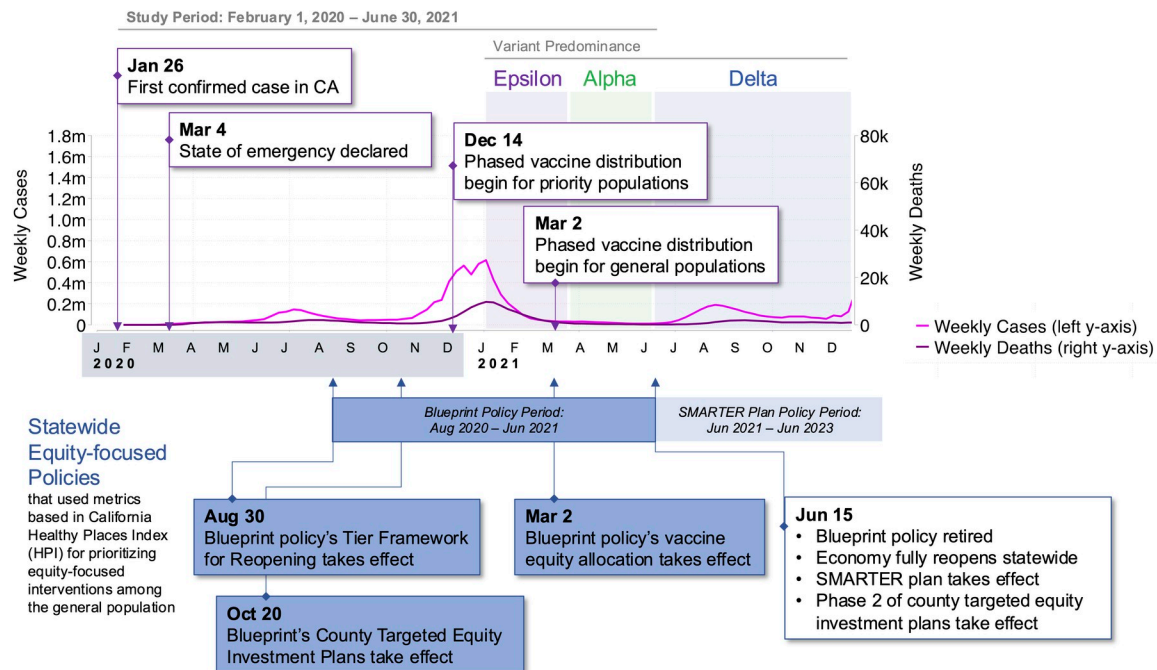 Study Period: February 1, 2020 – June 30, 2021
Variant Predominance
Epsilon
Alpha
Delta
Jan 26
First confirmed case in CA
Mar 4
State of emergency declared
Dec 14
Phased vaccine distribution
begin for priority populations
Mar 2
Phased vaccine distribution
begin for general populations
Weekly Cases
1.8m
1.6m
1.4m
1.2m
1.0m
0.8m
0.6m
0.4m
0.2m
0
Weekly Deaths
80k
60k
40k
20k
0
J F M A M J J A S O N D J F M A M J J A S O N D
2020 2021
Weekly Cases (left y-axis)
Weekly Deaths (right y-axis)
Blueprint Policy Period:
Aug 2020 – Jun 2021
SMARTER Plan Policy Period:
Jun 2021 – Jun 2023
Statewide
Equity-focused
Policies
that used metrics
based in California
Healthy Places Index
(HPI) for prioritizing
equity-focused
interventions among
the general population
Aug 30
Blueprint policy's Tier Framework
for Reopening takes effect
Oct 20
Blueprint's County Targeted Equity
Investment Plans take effect
Mar 2
Blueprint policy's vaccine
equity allocation takes effect
Jun 15
• Blueprint policy retired
• Economy fully reopens statewide
• SMARTER plan takes effect
• Phase 2 of county targeted equity
investment plans take effect